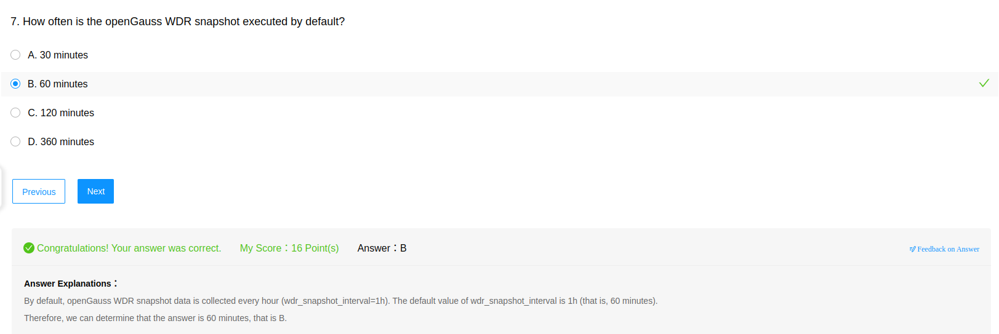 7. How often is the openGauss WDR snapshot executed by default?
A. 30 minutes
B. 60 minutes
C. 120 minutes
D. 360 minutes
Previous
Next
Congratulations! Your answer was correct. My Score：16 Point(s) Answer：B
Feedback on Answer
Answer Explanations：
By default, openGauss WDR snapshot data is collected every hour (wdr_snapshot_interval=1h). The default value of wdr_snapshot_interval is 1h (that is, 60 minutes).
Therefore, we can determine that the answer is 60 minutes, that is B.